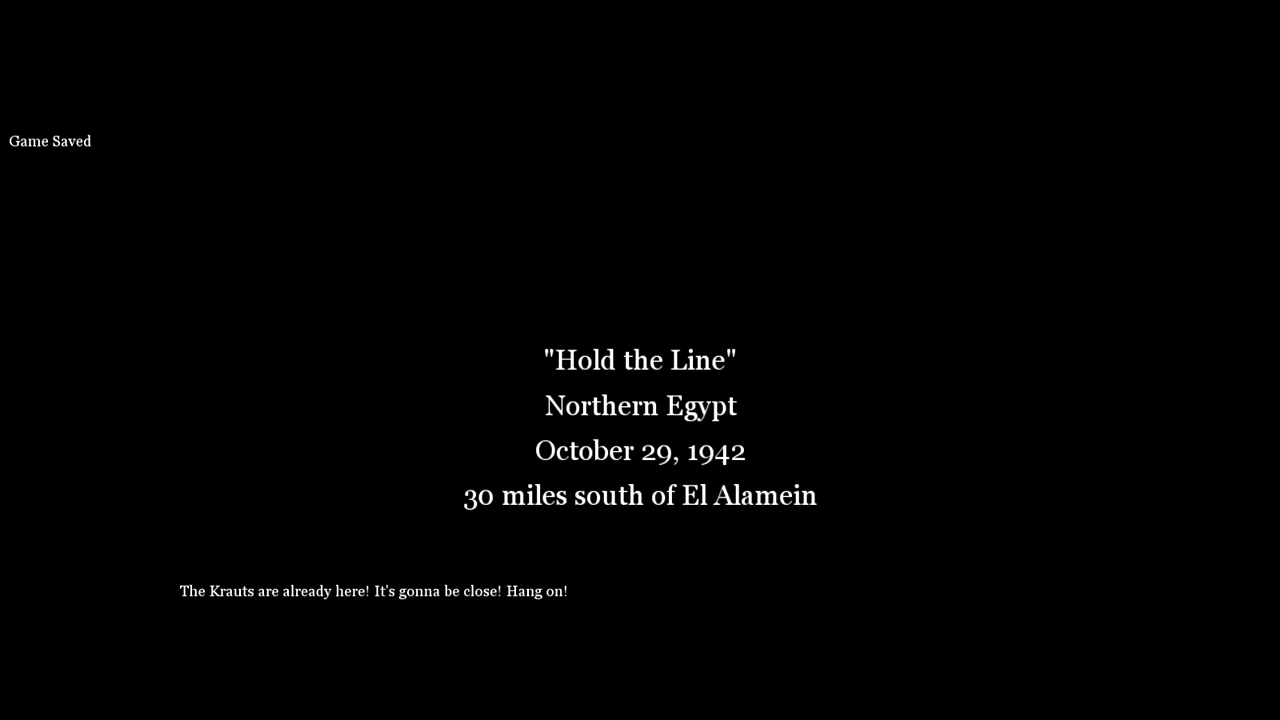 Game Saved
"Hold the Line"
Northern Egypt
October 29, 1942
30 miles south of El Alamein
The Krauts are already here! It's gonna be close! Hang on!